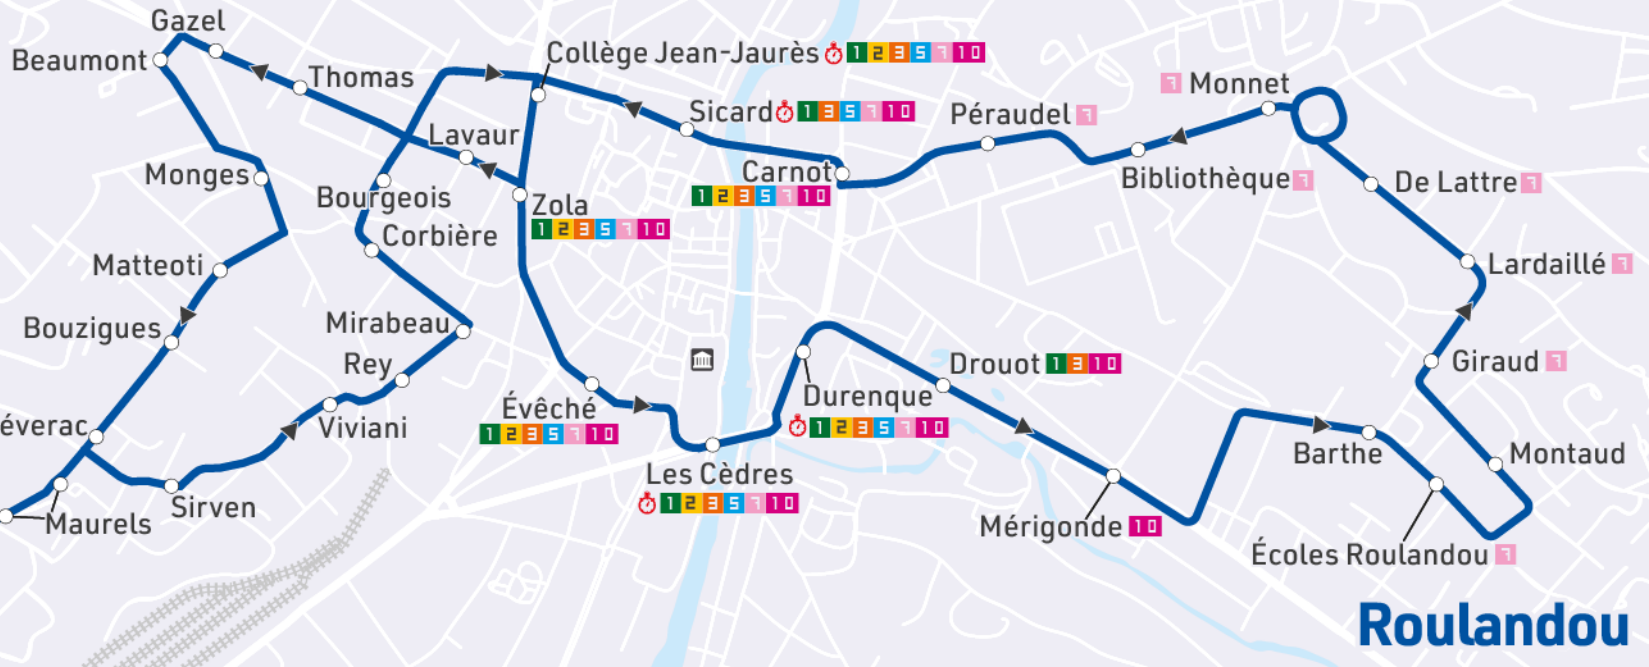 Gazel
Beaumont
Thomas
Collège Jean-Jaurès 1 2 3 5 7 10
Sicard 1 3 5 7 10
7 Monnet
Péraudel 7
Lavaur
Carnot
1 2 3 5 7 10
Bibliothèque 7
De Lattre 7
Monges
Bourgeois
Zola
1 2 3 5 7 10
Corbière
Matteoti
Lardaillé 7
Bouzigues
Mirabeau
Rey
Drouot 1 3 10
Giraud 7
Durenque
1 2 3 5 7 10
Évêché
1 2 3 5 7 10
éverac
Viviani
Barthe
Montaud
Les Cèdres
1 2 3 5 7 10
Sirven
Maurels
Mérigonde 10
Écoles Roulandou 7
Roulandou